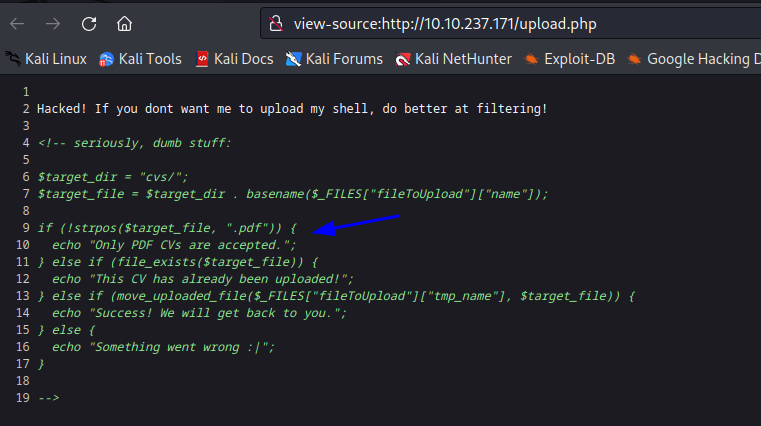 view-source:http://10.10.237.171/upload.php
Kali Linux Kali Tools Kali Docs Kali Forums Kali NetHunter Exploit-DB Google Hacking D
1
2 Hacked! If you dont want me to upload my shell, do better at filtering!
3
4 <!-- seriously, dumb stuff:
5
6 $target_dir = "cvs/";
7 $target_file = $target_dir . basename($_FILES["fileToUpload"]["name"]);
8
9 if (!strpos($target_file, ".pdf")) {
10 echo "Only PDF CVs are accepted.";
11 } else if (file_exists($target_file)) {
12 echo "This CV has already been uploaded!";
13 } else if (move_uploaded_file($_FILES["fileToUpload"]["tmp_name"], $target_file)) {
14 echo "Success! We will get back to you.";
15 } else {
16 echo "Something went wrong :|";
17 }
18
19 -->